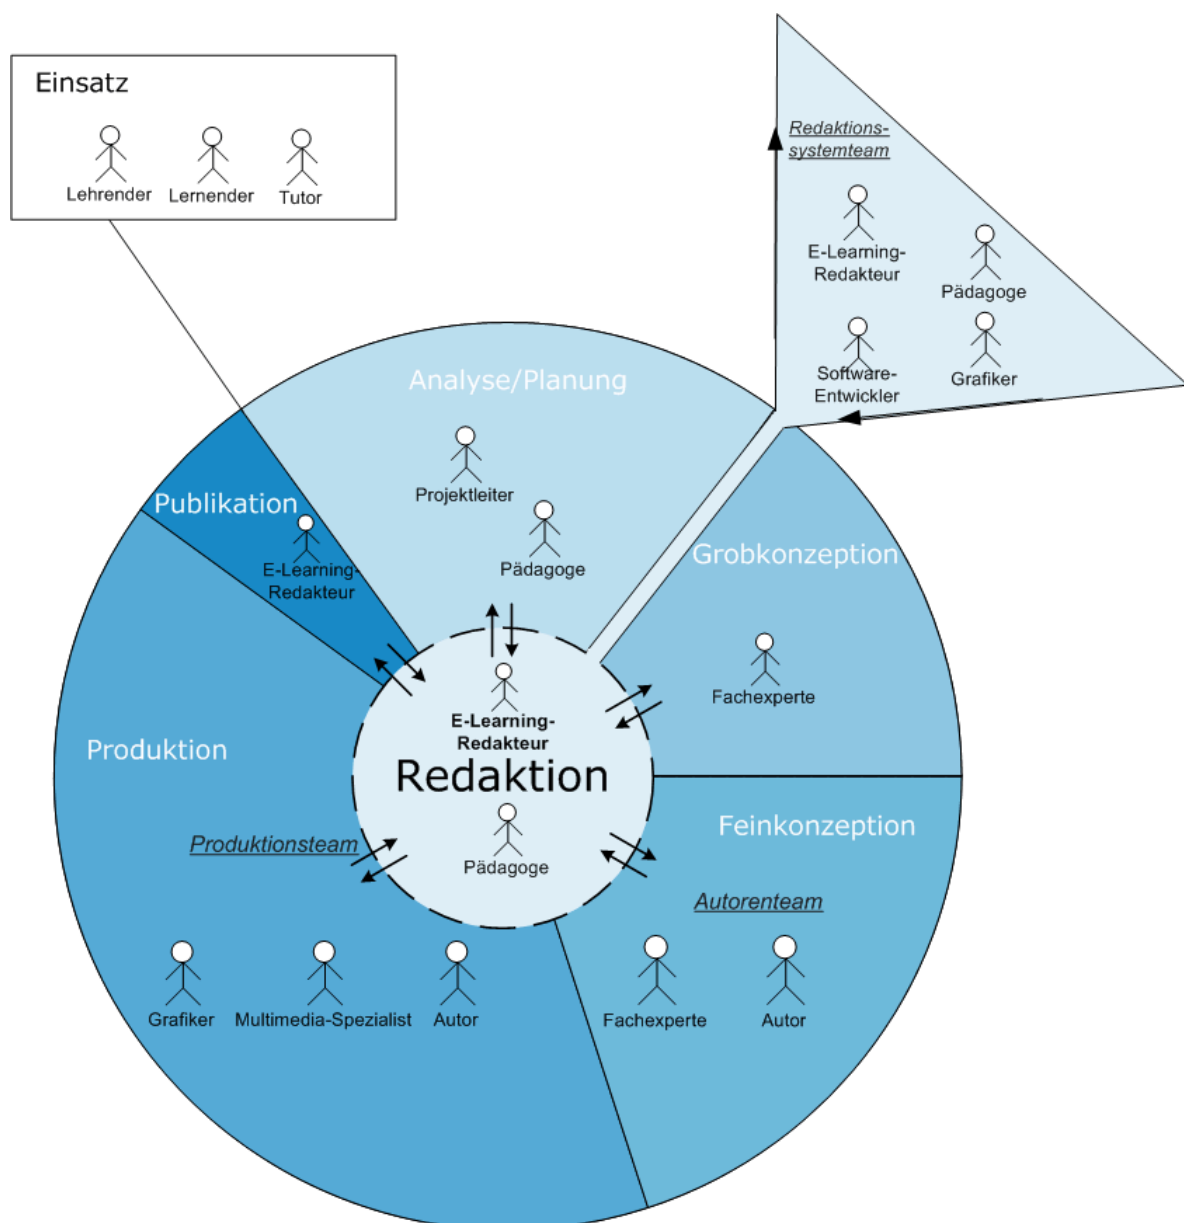 Einsatz
Lehrender
Lernender
Tutor
Redaktions-
systemteam
E-Learning-
Redakteur
Pädagoge
Software-
Entwickler
Grafiker
Analyse/Planung
Projektleiter
Pädagoge
Publikation
E-Learning-
Redakteur
Grobkonzeption
Fachexperte
E-Learning-
Redakteur
Redaktion
Pädagoge
Produktion
Produktionsteam
Grafiker
Multimedia-Spezialist
Autor
Feinkonzeption
Autorenteam
Fachexperte
Autor